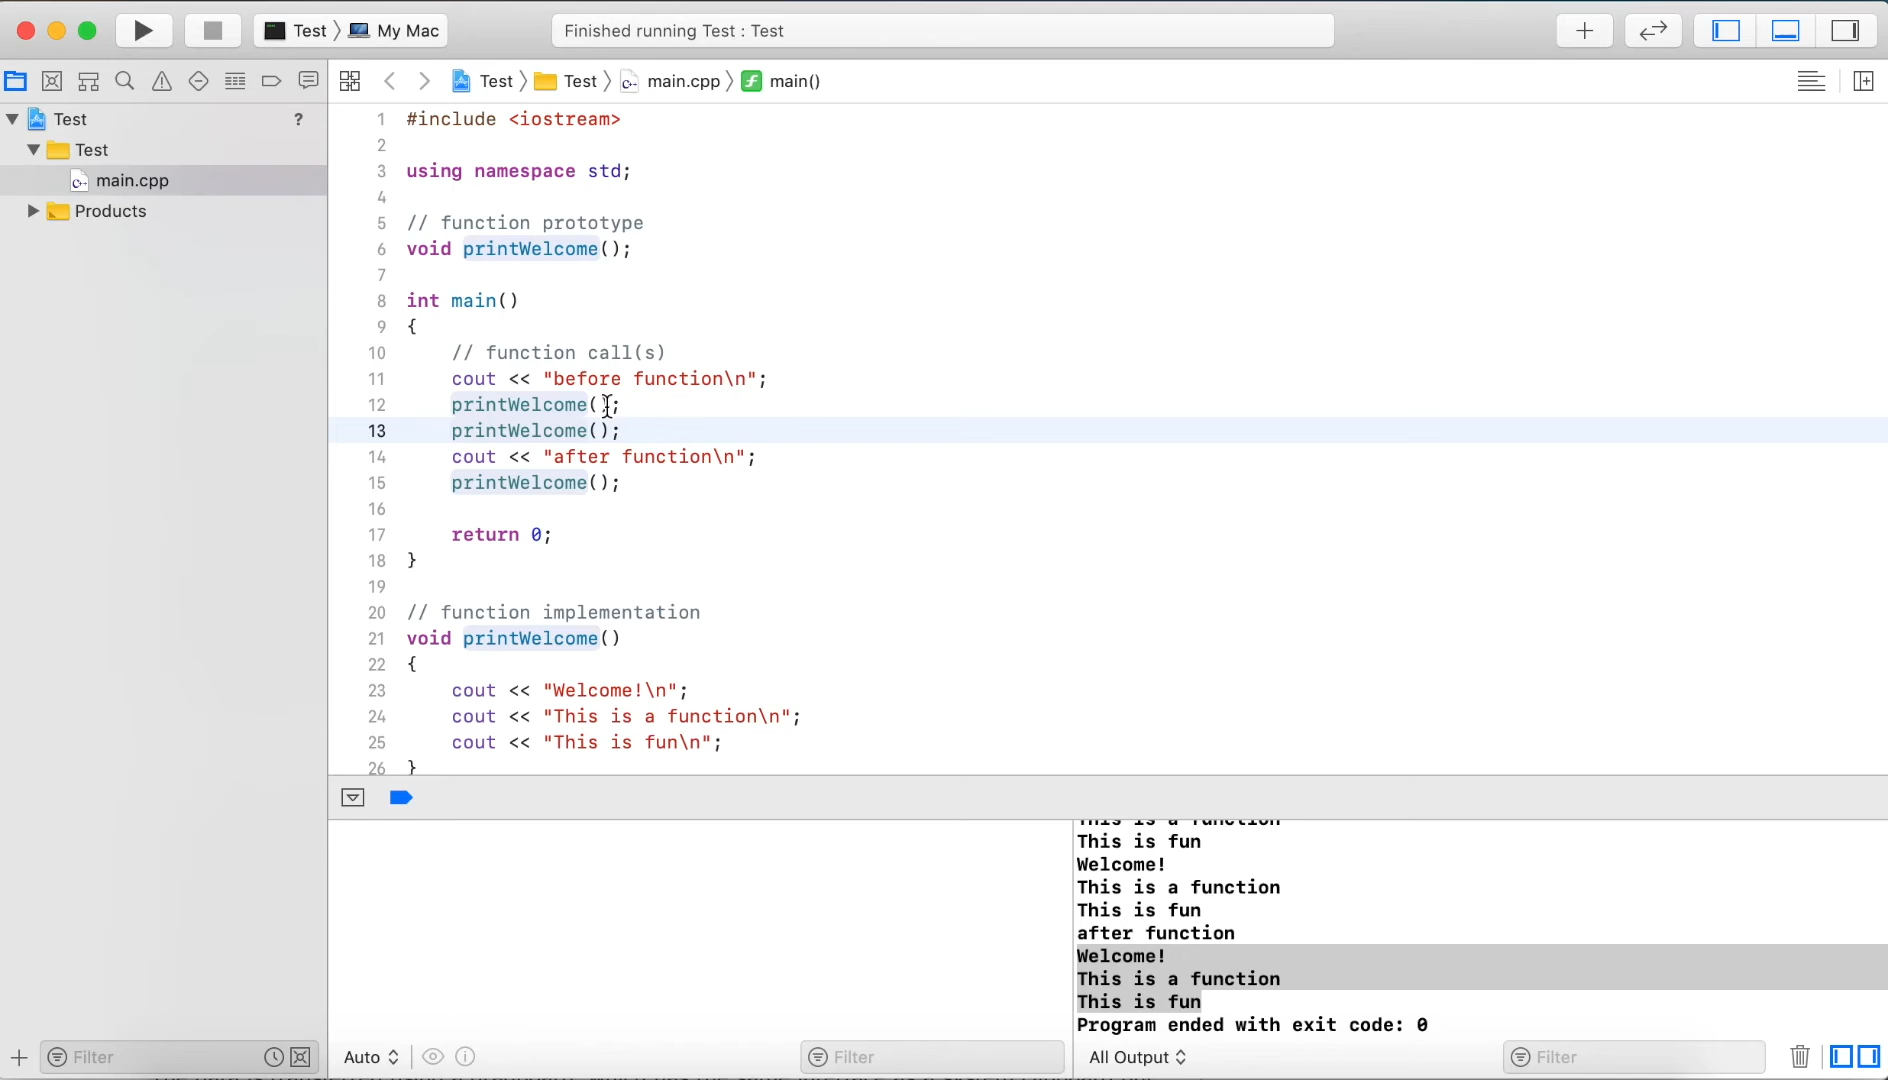 Test 〉 My Mac
Finished running Test : Test
Test 〉 Test 〉 main.cpp 〉 main()
Test ?
Test
main.cpp
Products
1 #include <iostream>
2
3 using namespace std;
4
5 // function prototype
6 void printWelcome();
7
8 int main()
9 {
10 // function call(s)
11 cout << "before function\n";
12 printWelcome();
13 printWelcome();
14 cout << "after function\n";
15 printWelcome();
16
17 return 0;
18 }
19
20 // function implementation
21 void printWelcome()
22 {
23 cout << "Welcome!\n";
24 cout << "This is a function\n";
25 cout << "This is fun\n";
26 }
This is a function
This is fun
Welcome!
This is a function
This is fun
after function
Welcome!
This is a function
This is fun
Program ended with exit code: 0
Filter
Auto
Filter
All Output
Filter